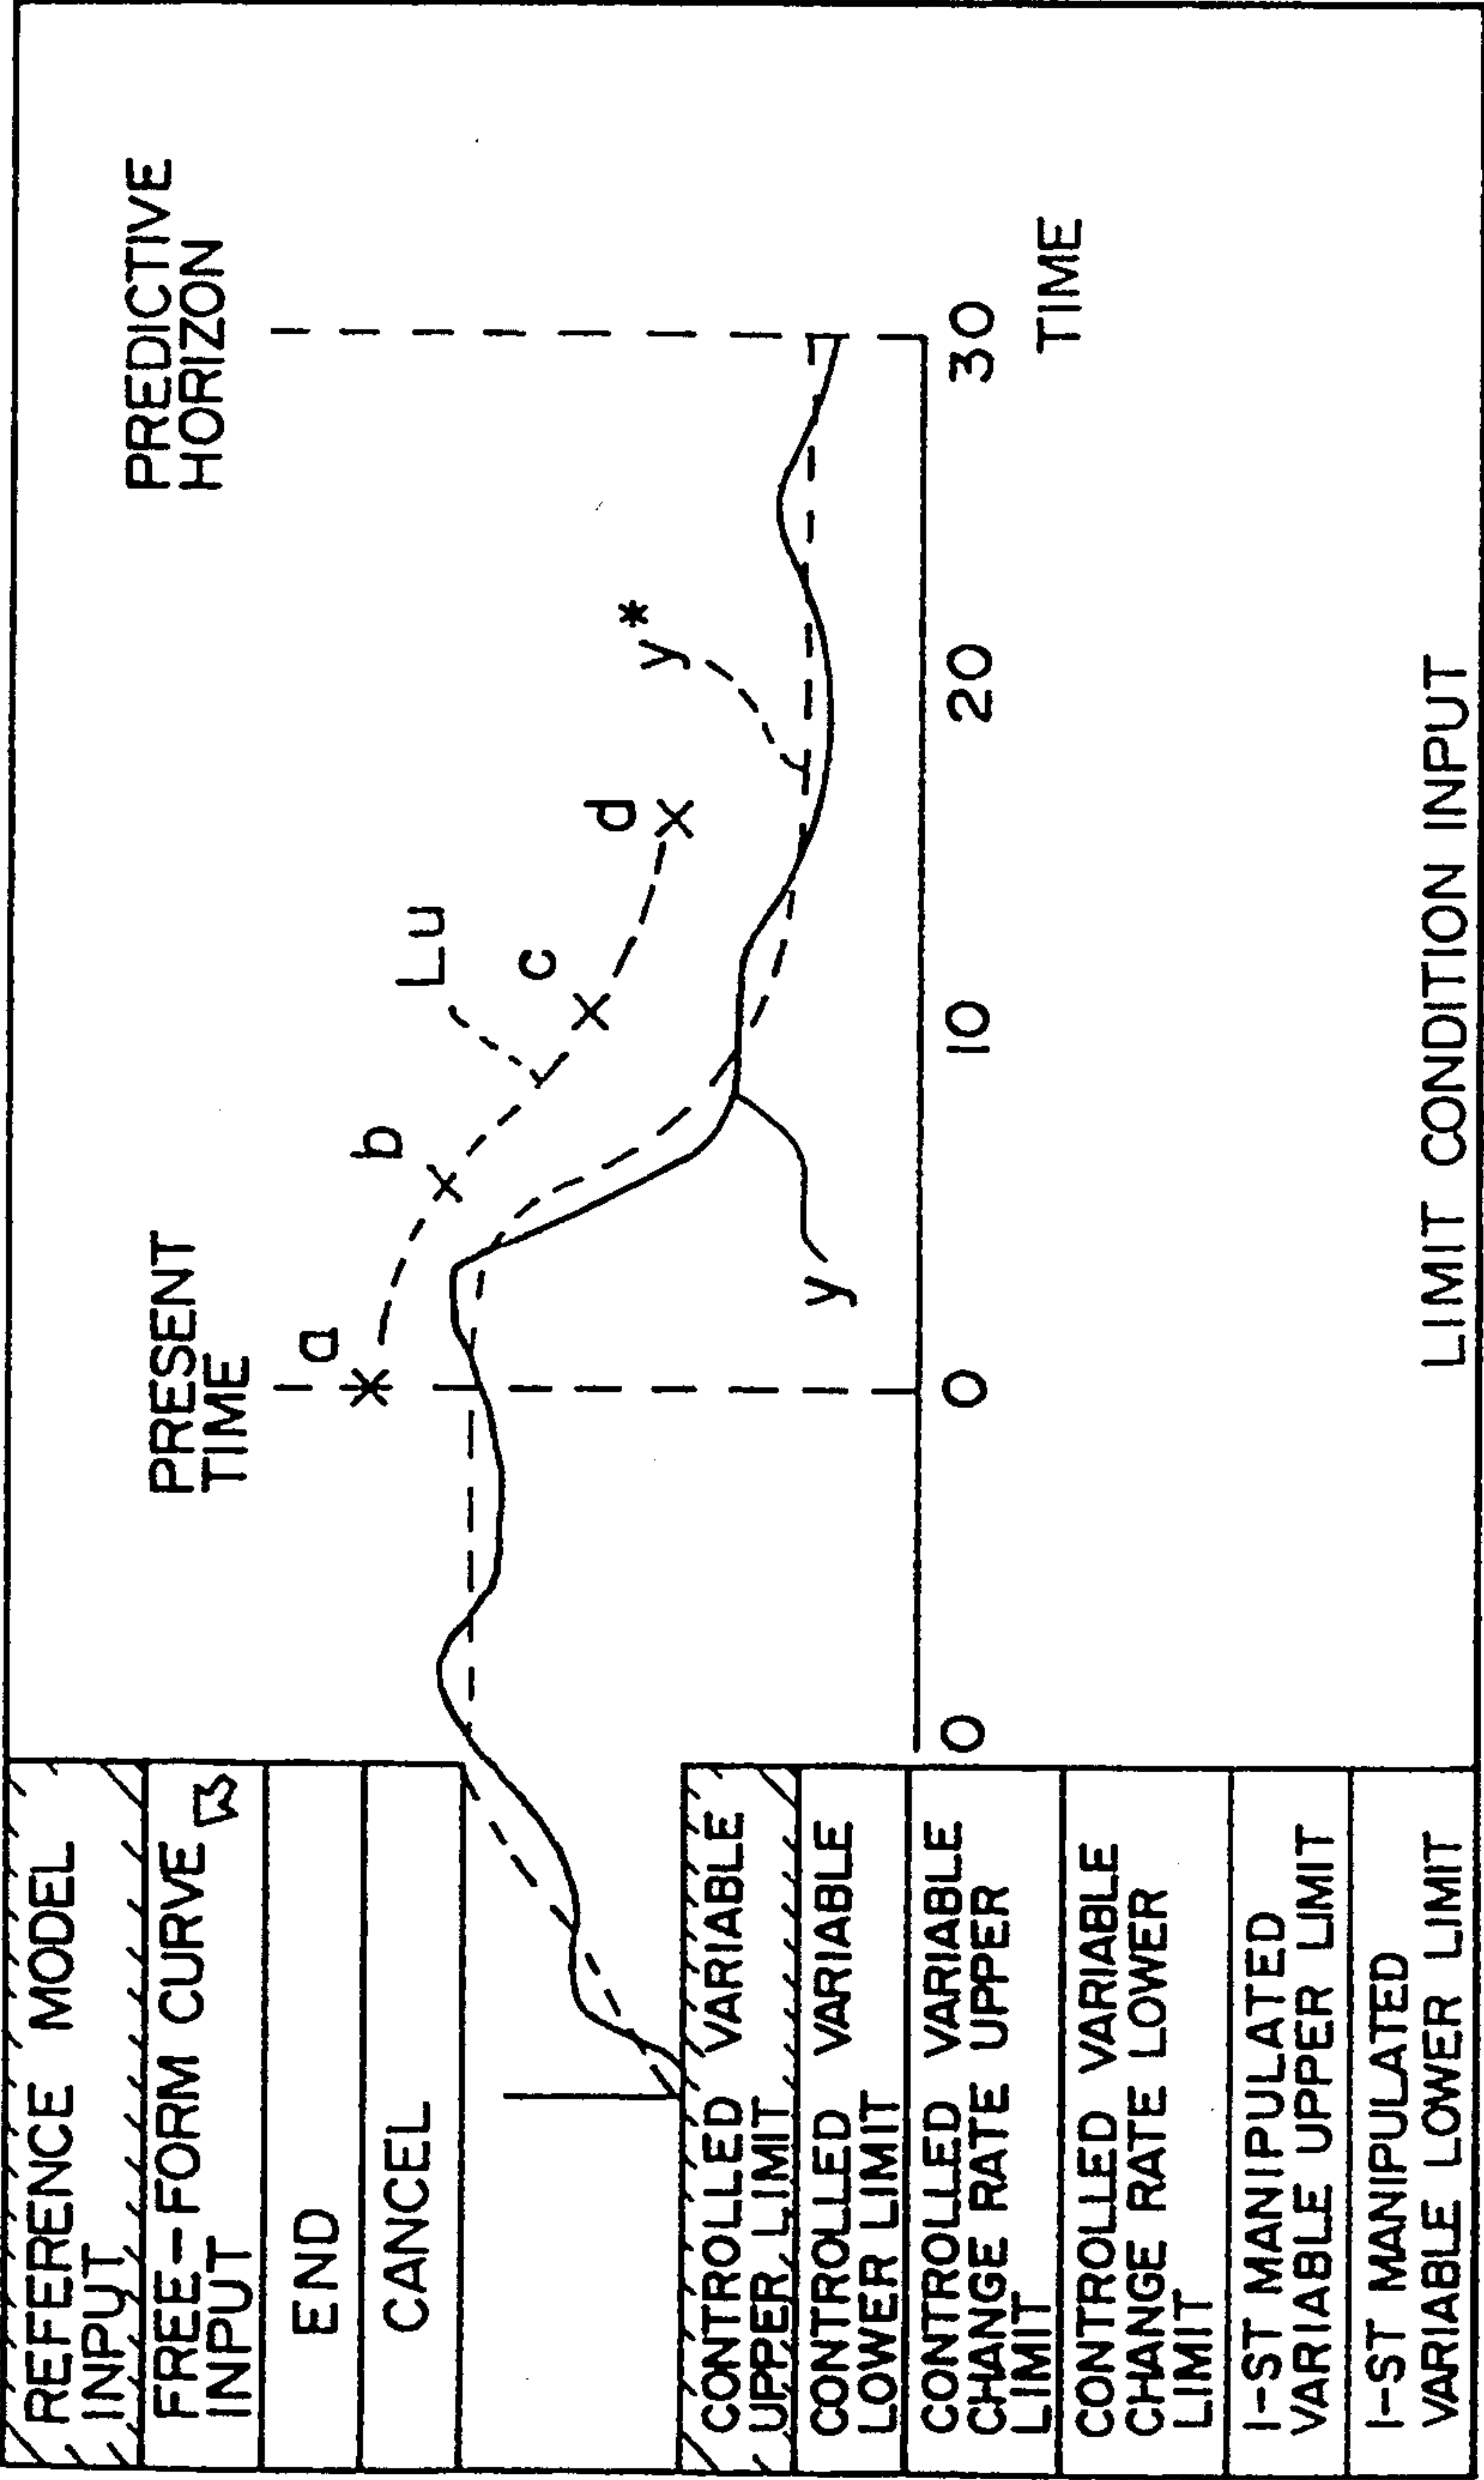 REFERENCE MODEL
INPUT
FREE-FORM CURVE
INPUT
END
CANCEL
CONTROLLED VARIABLE
UPPER LIMIT
CONTROLLED VARIABLE
LOWER LIMIT
CONTROLLED VARIABLE
CHANGE RATE UPPER
LIMIT
CONTROLLED VARIABLE
CHANGE RATE LOWER
LIMIT
1-ST MANIPULATED
VARIABLE UPPER LIMIT
1-ST MANIPULATED
VARIABLE LOWER LIMIT
PRESENT
TIME
PREDICTIVE
HORIZON
a
b
Lu
c
d
y*
y
0
0
10
20
30
TIME
LIMIT CONDITION INPUT